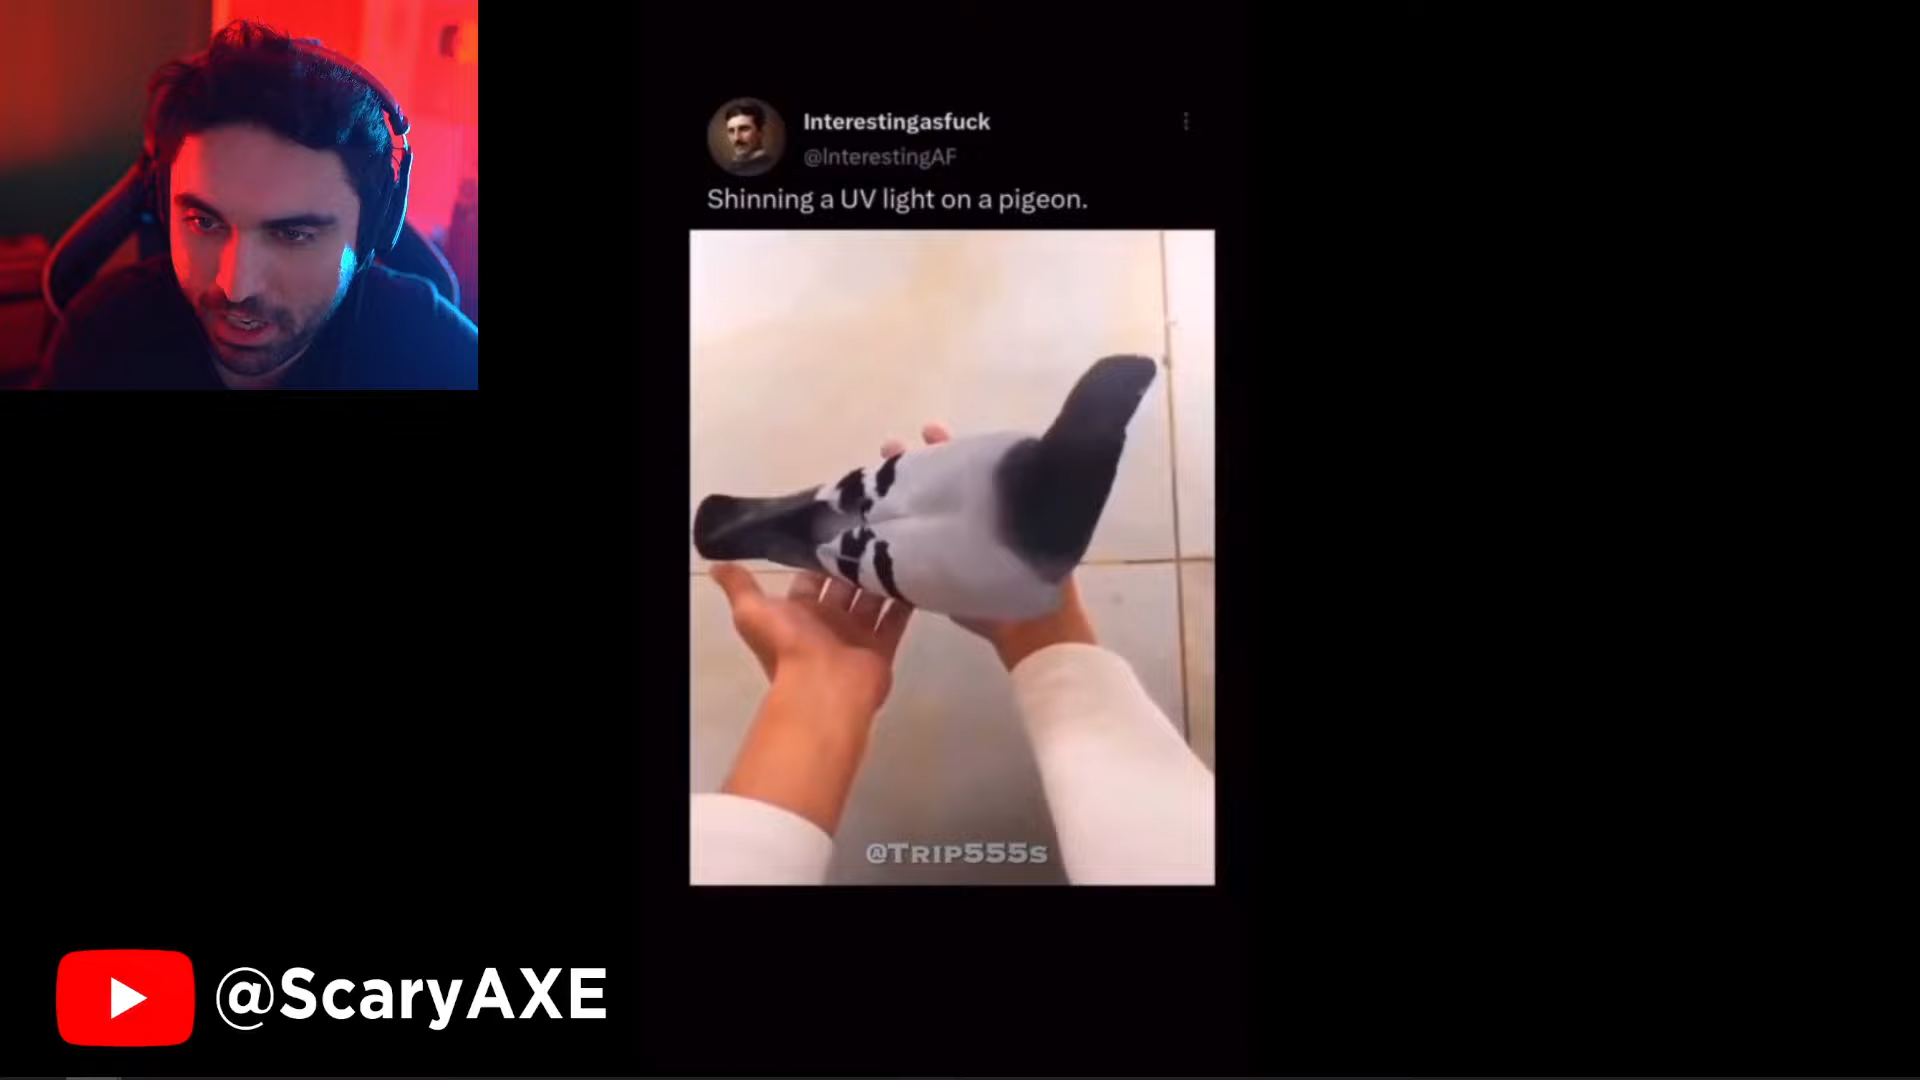 Interestingasfuck
@InterestingAF
Shinning a UV light on a pigeon.
@TRIP555S
@ScaryAXE